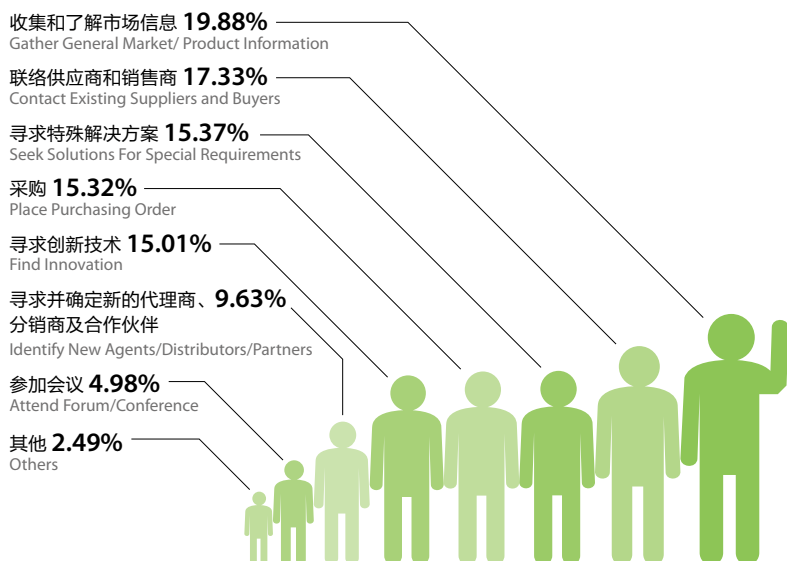 收集和了解市场信息 19.88%
Gather General Market/ Product Information
联络供应商和销售商 17.33%
Contact Existing Suppliers and Buyers
寻求特殊解决方案 15.37%
Seek Solutions For Special Requirements
采购 15.32%
Place Purchasing Order
寻求创新技术 15.01%
Find Innovation
寻求并确定新的代理商、 9.63%
分销商及合作伙伴
Identify New Agents/Distributors/Partners
参加会议 4.98%
Attend Forum/Conference
其他 2.49%
Others